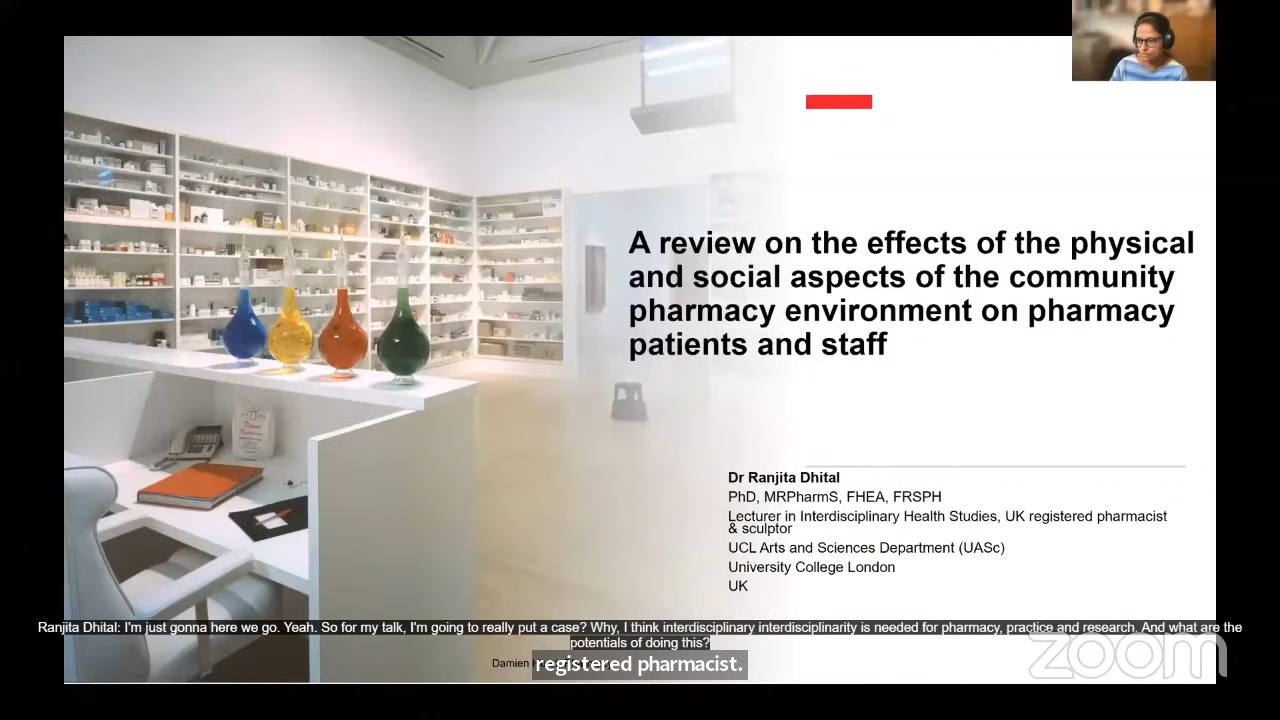 A review on the effects of the physical
and social aspects of the community
pharmacy environment on pharmacy
patients and staff
Dr Ranjita Dhital
PhD, MRPharmS, FHEA, FRSPH
Lecturer in Interdisciplinary Health Studies, UK registered pharmacist
& sculptor
UCL Arts and Sciences Department (UASc)
University College London
UK
Ranjita Dhital: I'm just gonna here we go. Yeah. So for my talk, I'm going to really put a case? Why, I think interdisciplinary interdisciplinarity is needed for pharmacy, practice and research. And what are the
potentials of doing this?
Damien
registered pharmacist.
zoom